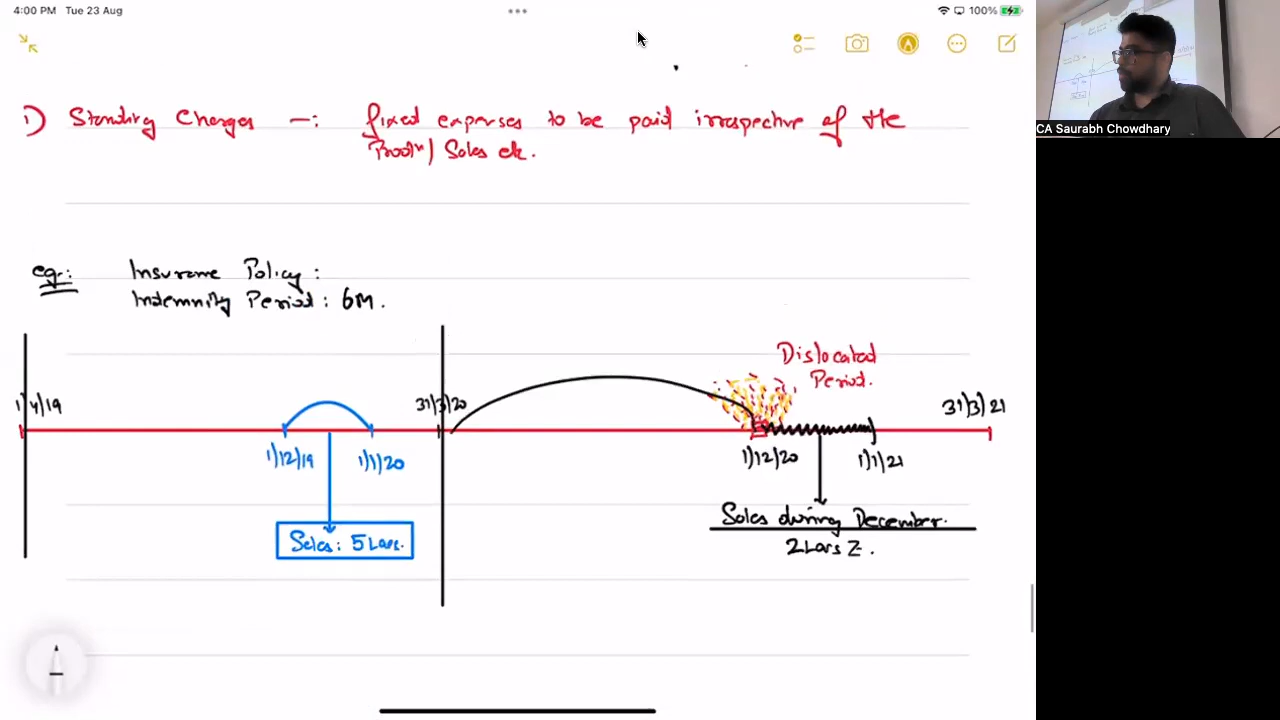 4:00 PM Tue 23 Aug
100%
CA Saurabh Chowdhary
1) Standing Charges —: fixed expenses to be paid irrespective of the
Prodn/ Sales etc.
eg.: Insurance Policy:
Indemnity Period: 6M.
Dislocated
Period.
1/4/19
31/3/20
31/3/21
1/12/19
1/1/20
1/12/20
1/1/21
Sales during December.
Sales: 5 Lacs.
2 Lacs